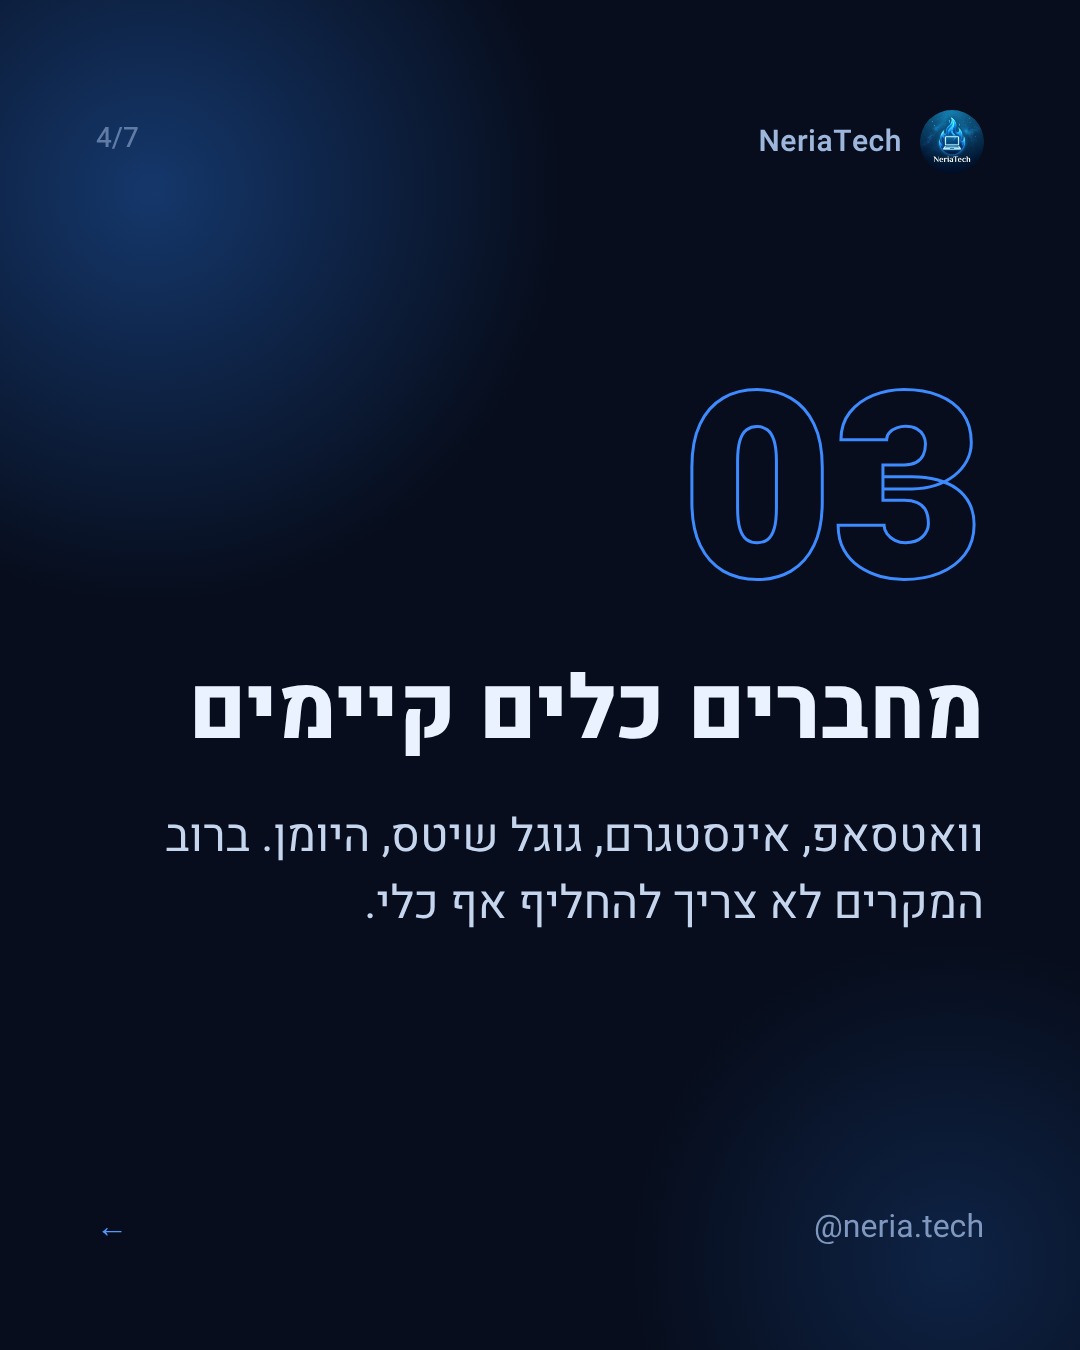 NeriaTech
NeriaTech
4/7
03
מחברים כלים קיימים
וואטסאפ, אינסטגרם, גוגל שיטס, היומן. ברוב
המקרים לא צריך להחליף אף כלי.
@neria.tech
←